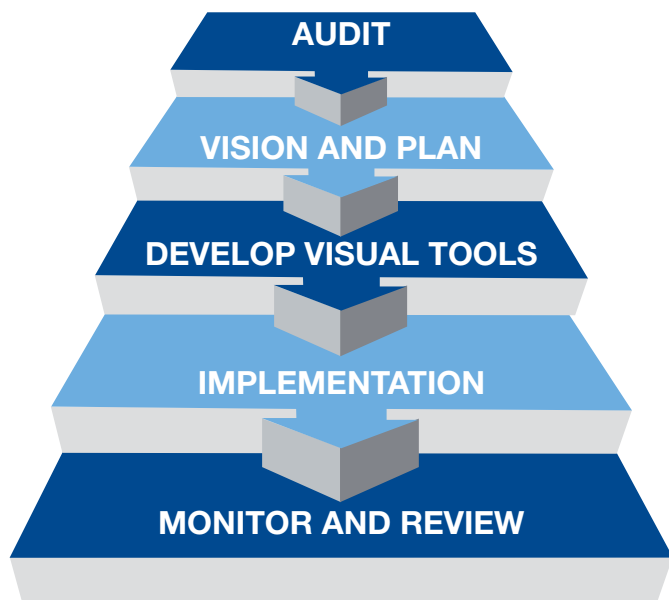 AUDIT
VISION AND PLAN
DEVELOP VISUAL TOOLS
IMPLEMENTATION
MONITOR AND REVIEW